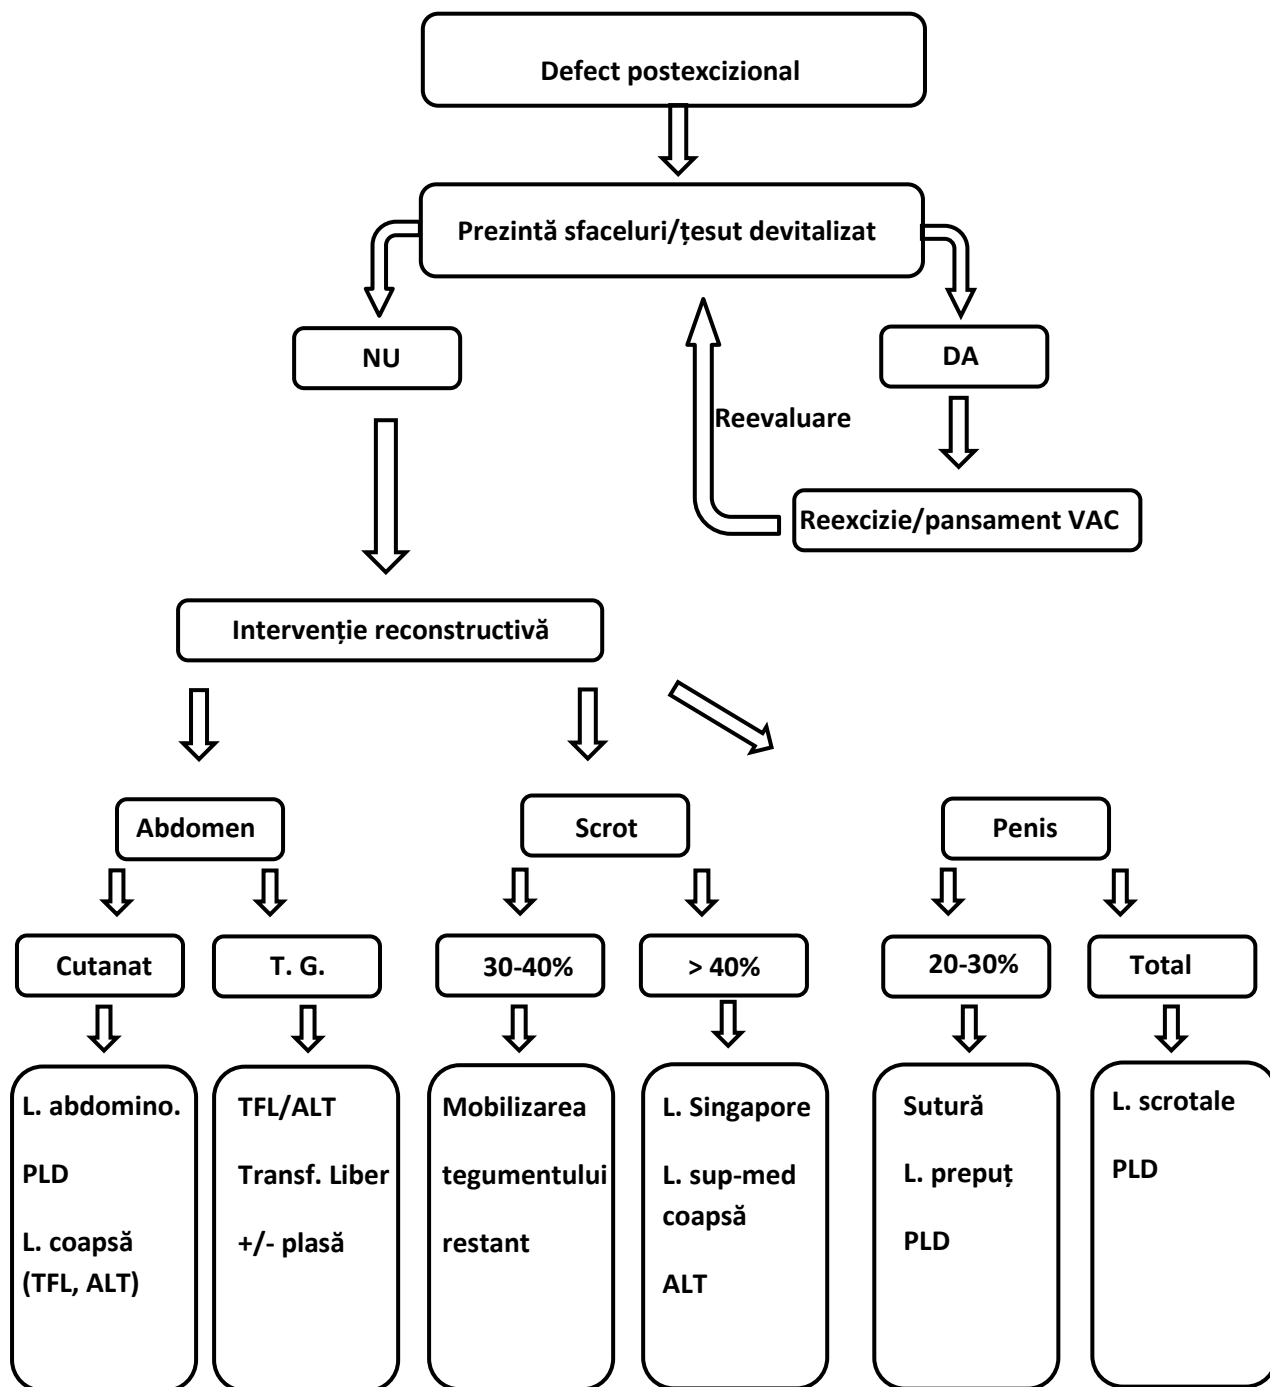 Defect postexcizional
Prezintă sfaceluri/țesut devitalizat
NU
DA
Reevaluare
Reexcizie/pansament VAC
Intervenție reconstructivă
Abdomen
Scrot
Penis
Cutanat
T. G.
30-40%
> 40%
20-30%
Total
L. abdomino.
PLD
L. coapsă
(TFL, ALT)
TFL/ALT
Transf. Liber
+/- plasă
Mobilizarea
tegumentului
restant
L. Singapore
L. sup-med
coapsă
ALT
Sutură
L. prepuț
PLD
L. scrotale
PLD